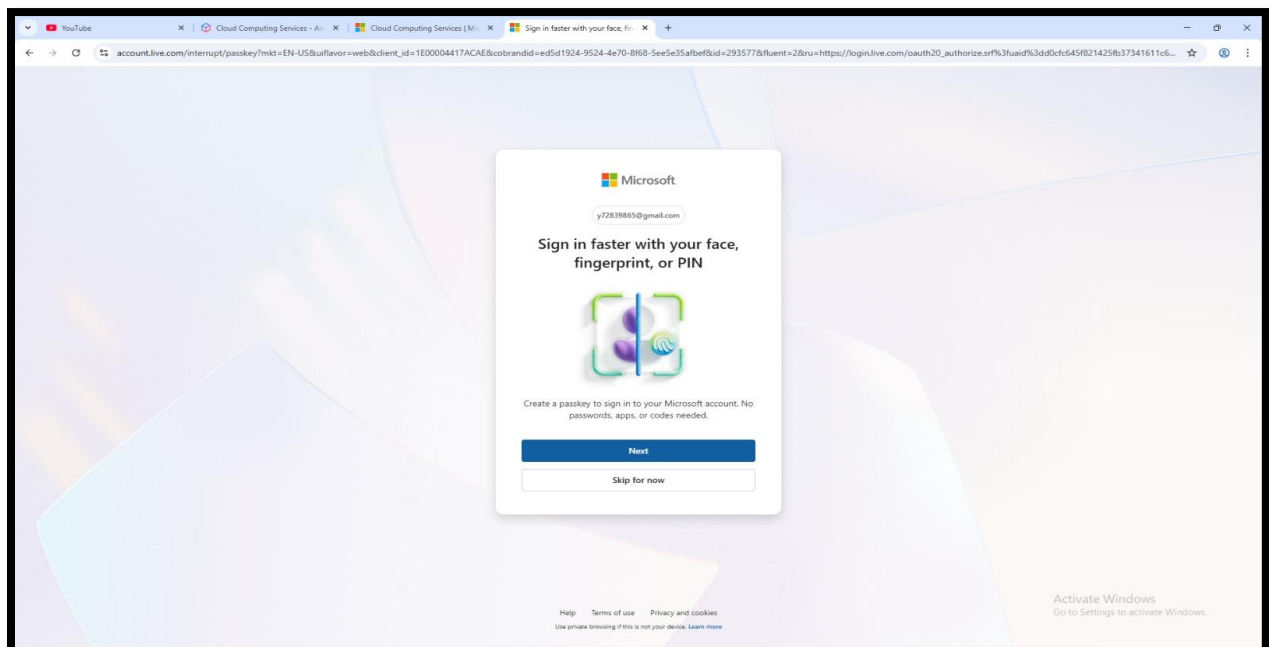 YouTube
Cloud Computing Services - A
Cloud Computing Services | Mi
Sign in faster with your face, fin
account.live.com/interrupt/passkey?mkt=EN-US&uiflavor=web&client_id=1E00004417ACAE&cobrandid=ed5d1924-9524-4e70-8f68-5ee5e35afbef&id=293577&fluent=2&ru=https://login.live.com/oauth20_authorize.srf%3fuaid%3dd0cfc645f821425fb37341611c6...
Microsoft
y72839865@gmail.com
Sign in faster with your face,
fingerprint, or PIN
Create a passkey to sign in to your Microsoft account. No
passwords, apps, or codes needed.
Next
Skip for now
Activate Windows
Go to Settings to activate Windows.
Help Terms of use Privacy and cookies
Use private browsing if this is not your device. Learn more